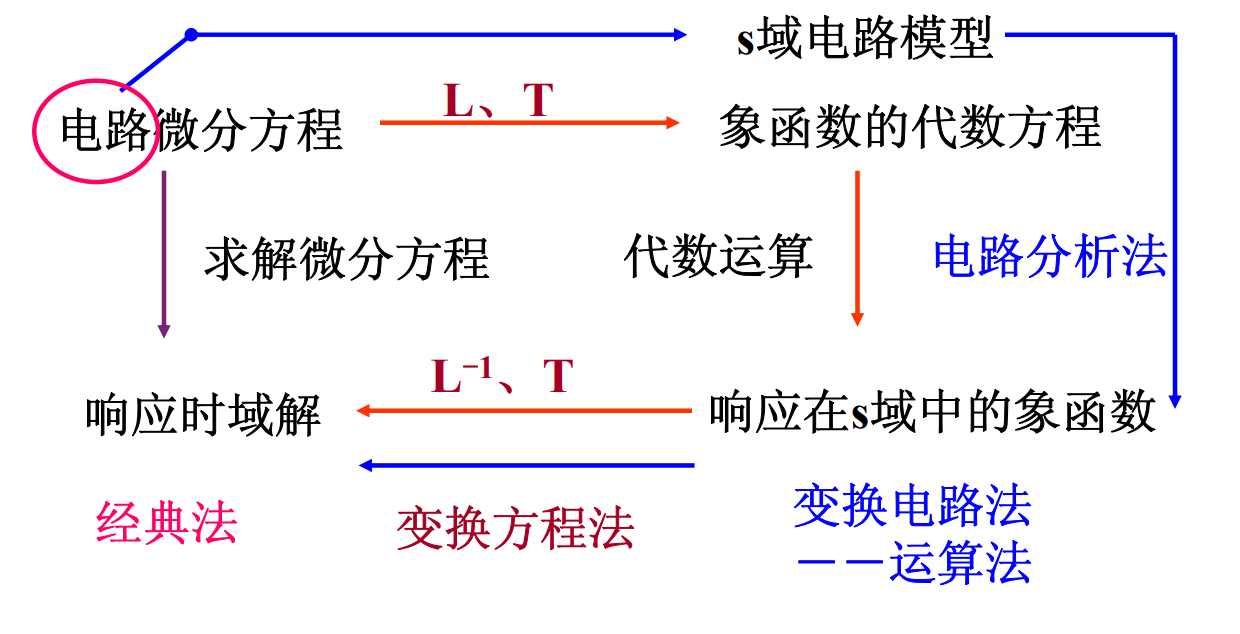 s域电路模型
L、T
电路微分方程
象函数的代数方程
求解微分方程
代数运算
电路分析法
L⁻¹、T
响应时域解
响应在s域中的象函数
经典法
变换方程法
变换电路法
——运算法